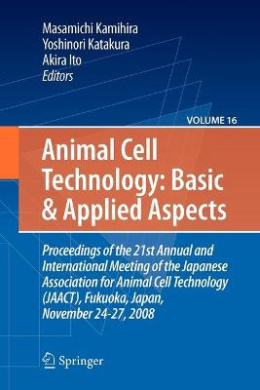 Masamichi Kamihira
Yoshinori Katakura
Akira Ito
Editors
VOLUME 16
Animal Cell
Technology: Basic
& Applied Aspects
Proceedings of the 21st Annual and
International Meeting of the Japanese
Association for Animal Cell Technology
(JAACT), Fukuoka, Japan,
November 24-27, 2008
Springer